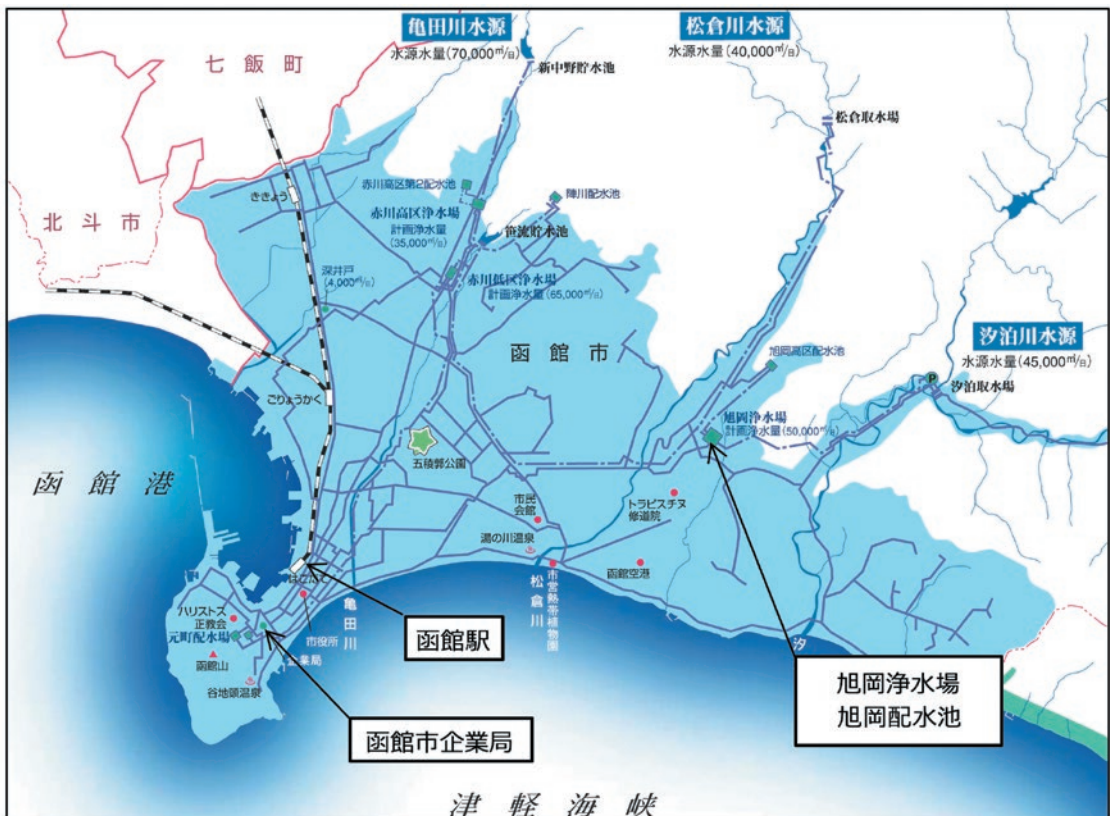 亀田川水源
水源水量(70,000㎥/日)
松倉川水源
水源水量(40,000㎥/日)
七飯町
新中野貯水池
松倉取水場
ききょう
赤川高区第2配水池
陣川配水池
北斗市
赤川高区浄水場
計画浄水量
(35,000㎥/日)
笹流貯水池
深井戸
(4,000㎥/日)
赤川低区浄水場
計画浄水量(65,000㎥/日)
汐泊川水源
水源水量(45,000㎥/日)
函館市
旭岡高区配水池
P
汐泊取水場
ごりょうかく
旭岡浄水場
計画浄水量(50,000㎥/日)
五稜郭公園
函館港
市民
会館
トラピスチヌ
修道院
湯の川温泉
函館空港
松倉川
市営熱帯植物園
はこだて
亀田川
ハリストス
正教会
市役所
元町配水場
企業局
汐
函館山
谷地頭温泉
函館駅
旭岡浄水場
旭岡配水池
函館市企業局
津軽海峡